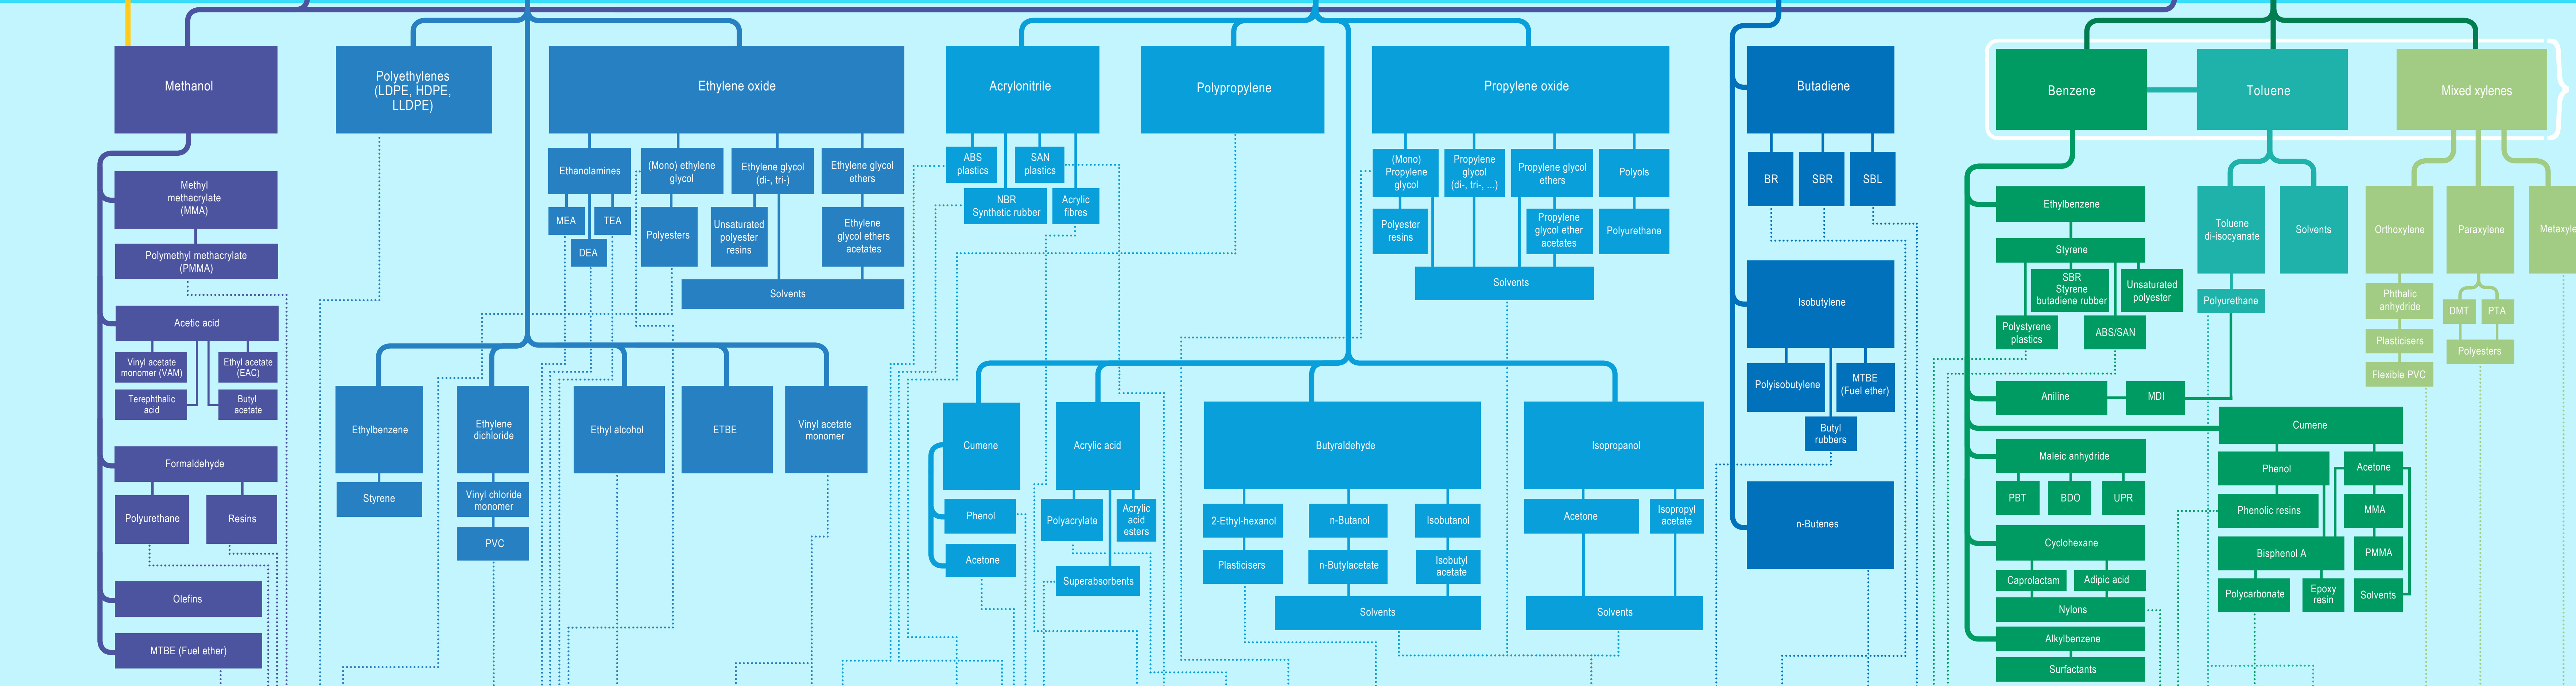 Methanol
Methyl
methacrylate
(MMA)
Polymethyl methacrylate
(PMMA)
Acetic acid
Vinyl acetate
monomer (VAM)
Ethyl acetate
(EAC)
Terephthalic
acid
Butyl
acetate
Formaldehyde
Polyurethane
Resins
Olefins
MTBE (Fuel ether)
Polyethylenes
(LDPE, HDPE,
LLDPE)
Ethylene oxide
Ethanolamines
MEA
TEA
DEA
(Mono) ethylene
glycol
Polyesters
Ethylene glycol
(di-, tri-)
Unsaturated
polyester
resins
Ethylene glycol
ethers
Ethylene
glycol ethers
acetates
Solvents
Ethylbenzene
Styrene
Ethylene
dichloride
Vinyl chloride
monomer
PVC
Ethyl alcohol
ETBE
Vinyl acetate
monomer
Acrylonitrile
ABS
plastics
SAN
plastics
NBR
Synthetic rubber
Acrylic
fibres
Polypropylene
Propylene oxide
(Mono)
Propylene
glycol
Polyester
resins
Propylene
glycol
(di-, tri-, ...)
Propylene glycol
ethers
Propylene
glycol ether
acetates
Polyols
Polyurethane
Solvents
Cumene
Phenol
Acetone
Acrylic acid
Polyacrylate
Acrylic
acid
esters
Superabsorbents
Butyraldehyde
2-Ethyl-hexanol
Plasticisers
n-Butanol
n-Butylacetate
Isobutanol
Isobutyl
acetate
Solvents
Isopropanol
Acetone
Isopropyl
acetate
Solvents
Butadiene
BR
SBR
SBL
Isobutylene
Polyisobutylene
MTBE
(Fuel ether)
Butyl
rubbers
n-Butenes
Benzene
Toluene
Mixed xylenes
Ethylbenzene
Styrene
SBR
Styrene
butadiene rubber
Unsaturated
polyester
Polystyrene
plastics
ABS/SAN
Aniline
MDI
Cumene
Phenol
Acetone
Phenolic resins
MMA
Bisphenol A
PMMA
Polycarbonate
Epoxy
resin
Solvents
Maleic anhydride
PBT
BDO
UPR
Cyclohexane
Caprolactam
Adipic acid
Nylons
Alkylbenzene
Surfactants
Toluene
di-isocyanate
Polyurethane
Solvents
Orthoxylene
Phthalic
anhydride
Plasticisers
Flexible PVC
Paraxylene
DMT
PTA
Polyesters
Metaxyle